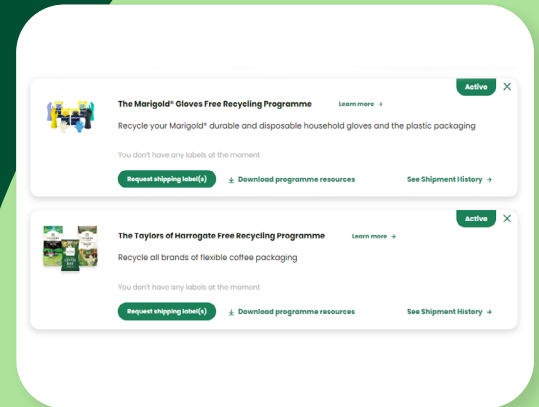 Active
The Marigold® Gloves Free Recycling Programme Learn more →
Recycle your Marigold® durable and disposable household gloves and the plastic packaging
You don't have any labels at the moment
Request shipping label(s) Download programme resources See Shipment History →
Active
The Taylors of Harrogate Free Recycling Programme Learn more →
Recycle all brands of flexible coffee packaging
You don't have any labels at the moment
Request shipping label(s) Download programme resources See Shipment History →